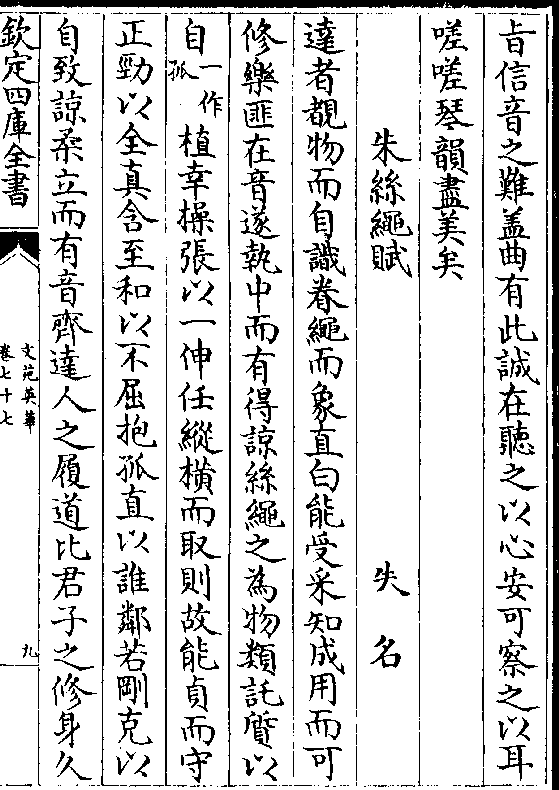 旨信音之難盖曲有此誠在聽之以心安可察之以耳
嗟嗟琴韻盡美矣
朱絲繩賦 失名
達者覩物而自識眷繩而象直白能受采知成用而可
修樂匪在音遂執中而有得諒絲繩之為物類託質以
自一作孤植幸操張以一伸任縱橫而取則故能貞而守
正勁以全真含至和以不屈抱孤直以誰鄰若剛克以
自致諒柔立而有音齊達人之履道比君子之修身久
欽定四庫全書
文苑英華
卷七十七
九